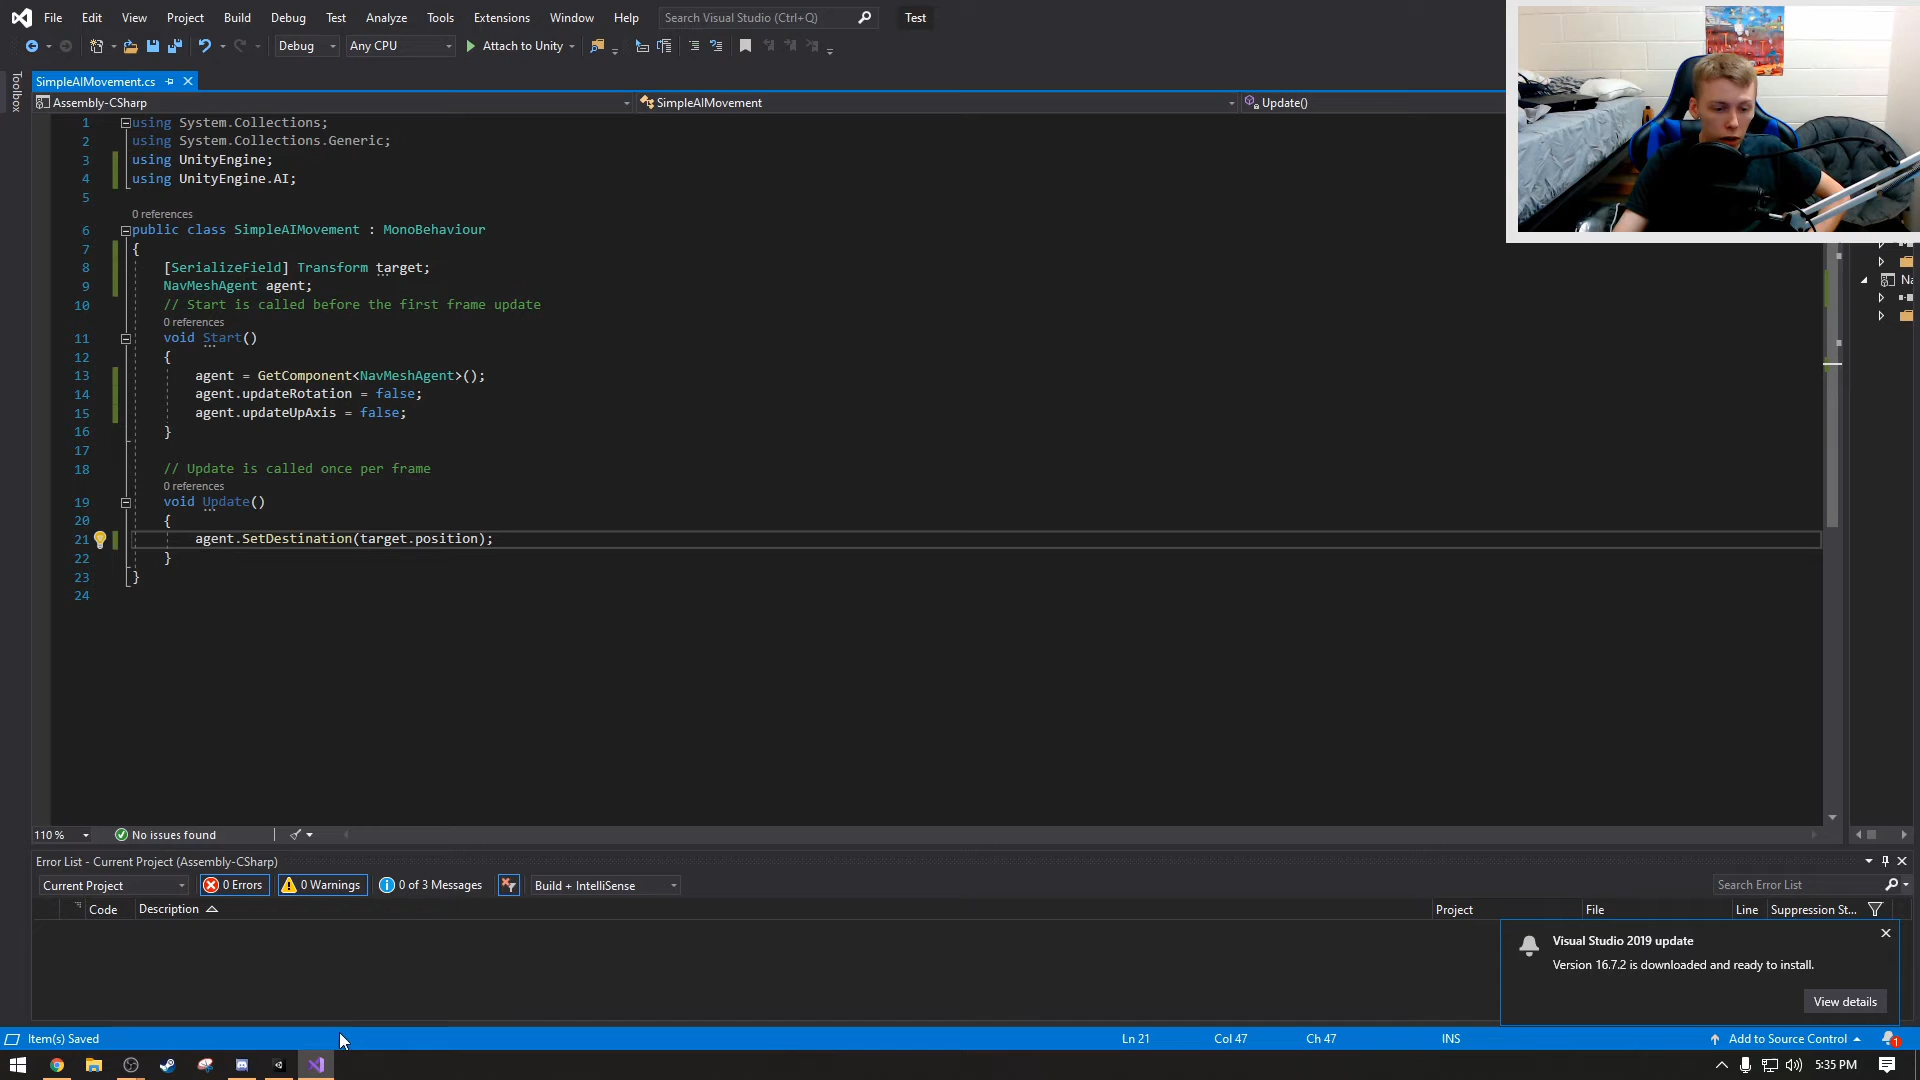 File Edit View Project Build Debug Test Analyze Tools Extensions Window Help Search Visual Studio (Ctrl+Q) Test
Debug Any CPU Attach to Unity
Toolbox
SimpleAIMovement.cs
Assembly-CSharp SimpleAIMovement Update()
1 using System.Collections;
2 using System.Collections.Generic;
3 using UnityEngine;
4 using UnityEngine.AI;
5
0 references
6 public class SimpleAIMovement : MonoBehaviour
7 {
8 [SerializeField] Transform target;
9 NavMeshAgent agent;
10 // Start is called before the first frame update
0 references
11 void Start()
12 {
13 agent = GetComponent<NavMeshAgent>();
14 agent.updateRotation = false;
15 agent.updateUpAxis = false;
16 }
17
18 // Update is called once per frame
0 references
19 void Update()
20 {
21 agent.SetDestination(target.position);
22 }
23 }
24
Na
110 % No issues found
Error List - Current Project (Assembly-CSharp)
Current Project 0 Errors 0 Warnings 0 of 3 Messages Build + IntelliSense Search Error List
Code Description Project File Line Suppression St...
Visual Studio 2019 update
Version 16.7.2 is downloaded and ready to install.
View details
Item(s) Saved Ln 21 Col 47 Ch 47 INS Add to Source Control 1
5:35 PM